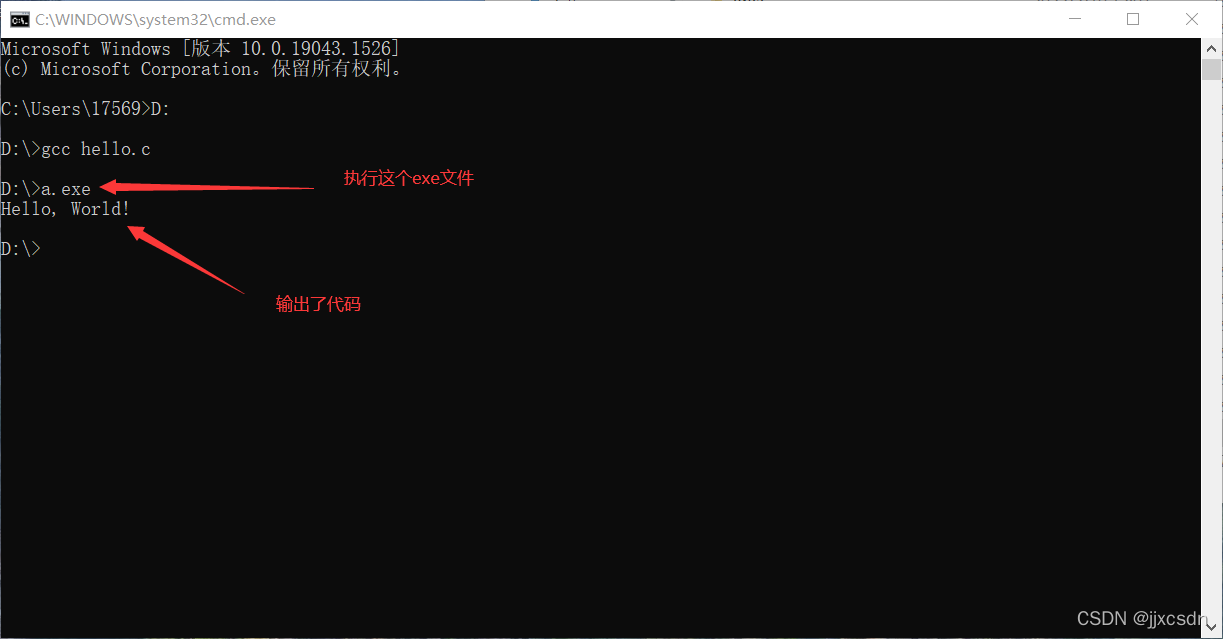 C:\WINDOWS\system32\cmd.exe
Microsoft Windows [版本 10.0.19043.1526]
(c) Microsoft Corporation。保留所有权利。
C:\Users\17569>D:
D:\>gcc hello.c
D:\>a.exe
执行这个exe文件
Hello, World!
D:\>
输出了代码
CSDN @jjxcsdn